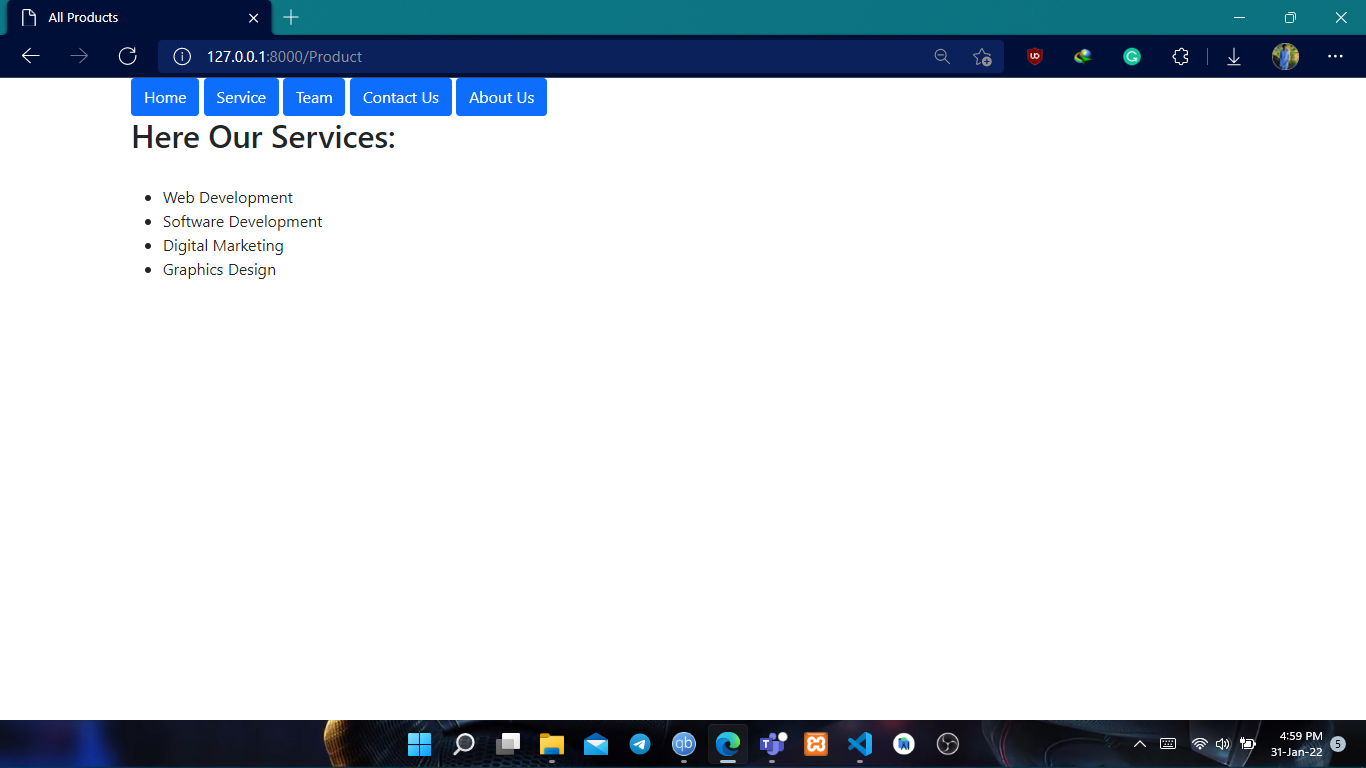 All Products
127.0.0.1:8000/Product
Home Service Team Contact Us About Us
Here Our Services:
Web Development
Software Development
Digital Marketing
Graphics Design
4:59 PM
31-Jan-22
5